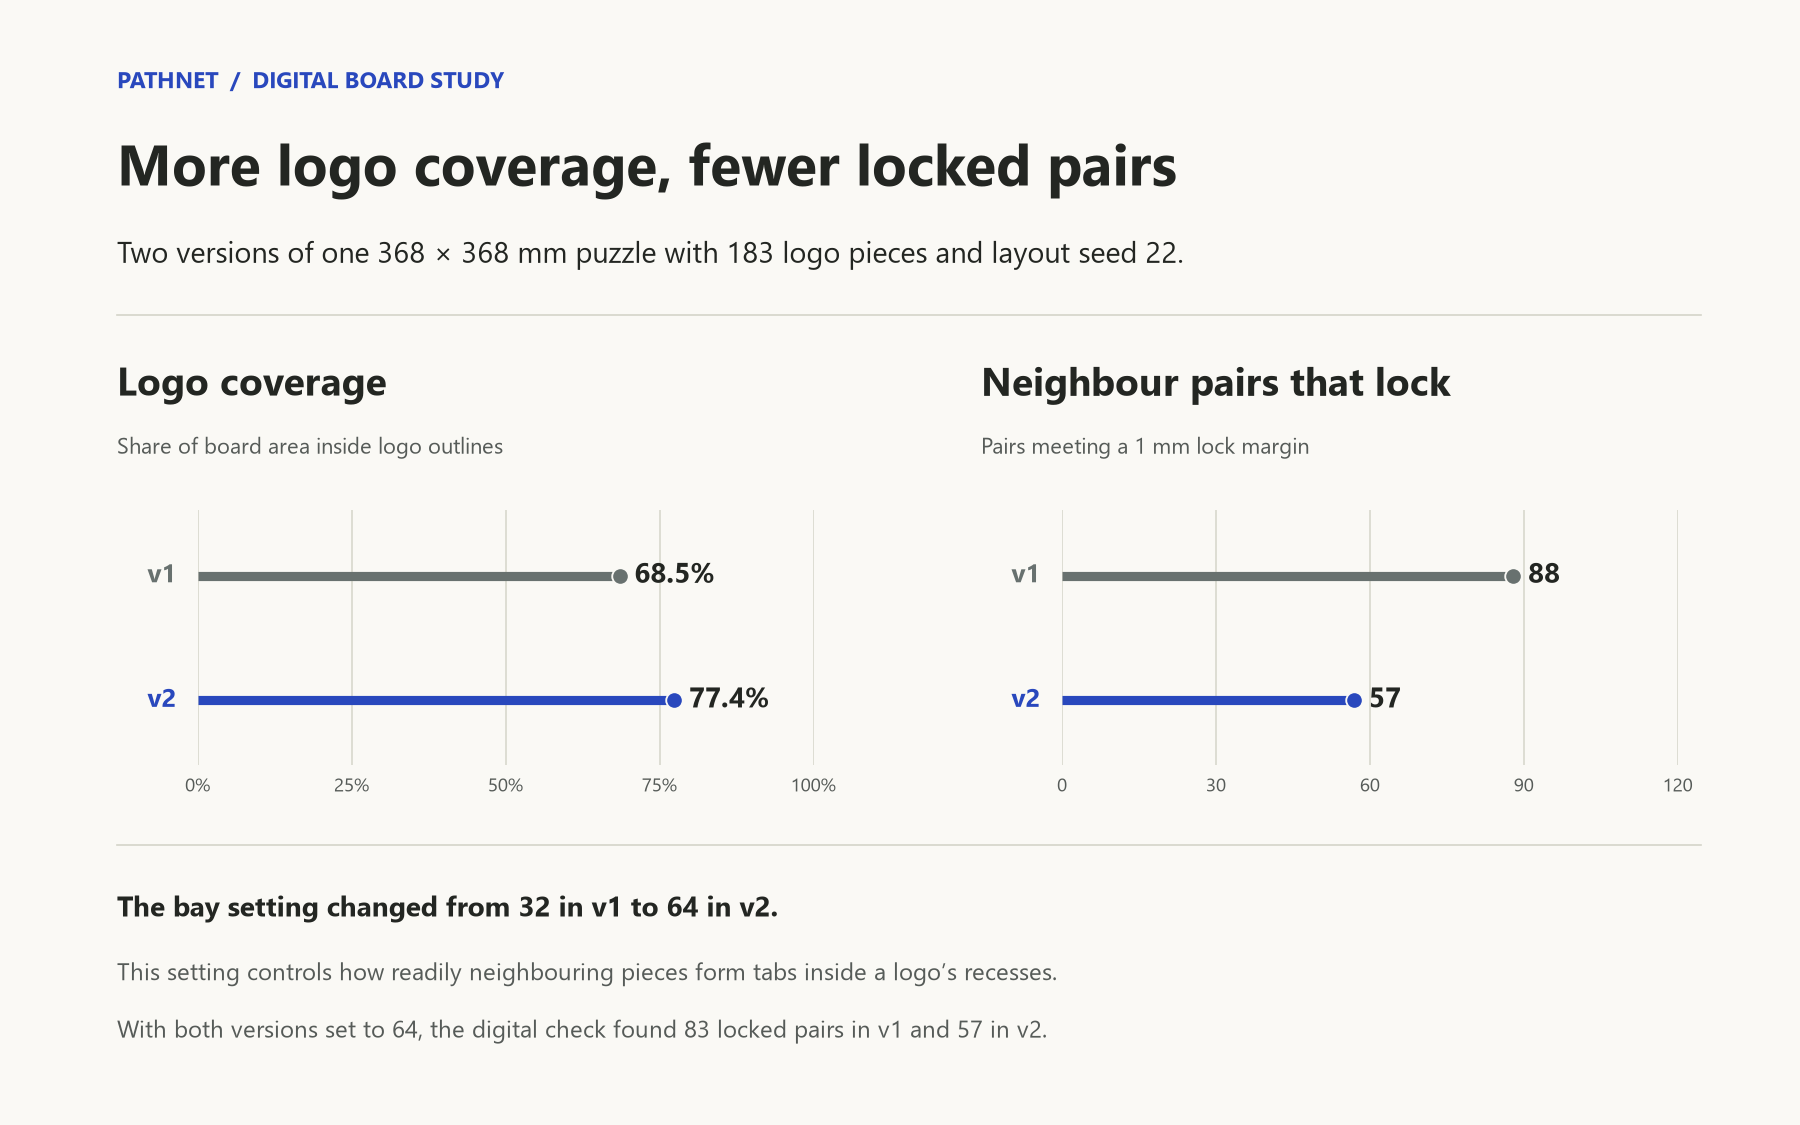 PATHNET / DIGITAL BOARD STUDY
More logo coverage, fewer locked pairs
Two versions of one 368 × 368 mm puzzle with 183 logo pieces and layout seed 22.
Logo coverage
Share of board area inside logo outlines
v1
68.5%
v2
77.4%
0%
25%
50%
75%
100%
Neighbour pairs that lock
Pairs meeting a 1 mm lock margin
v1
88
v2
57
0
30
60
90
120
The bay setting changed from 32 in v1 to 64 in v2.
This setting controls how readily neighbouring pieces form tabs inside a logo’s recesses.
With both versions set to 64, the digital check found 83 locked pairs in v1 and 57 in v2.